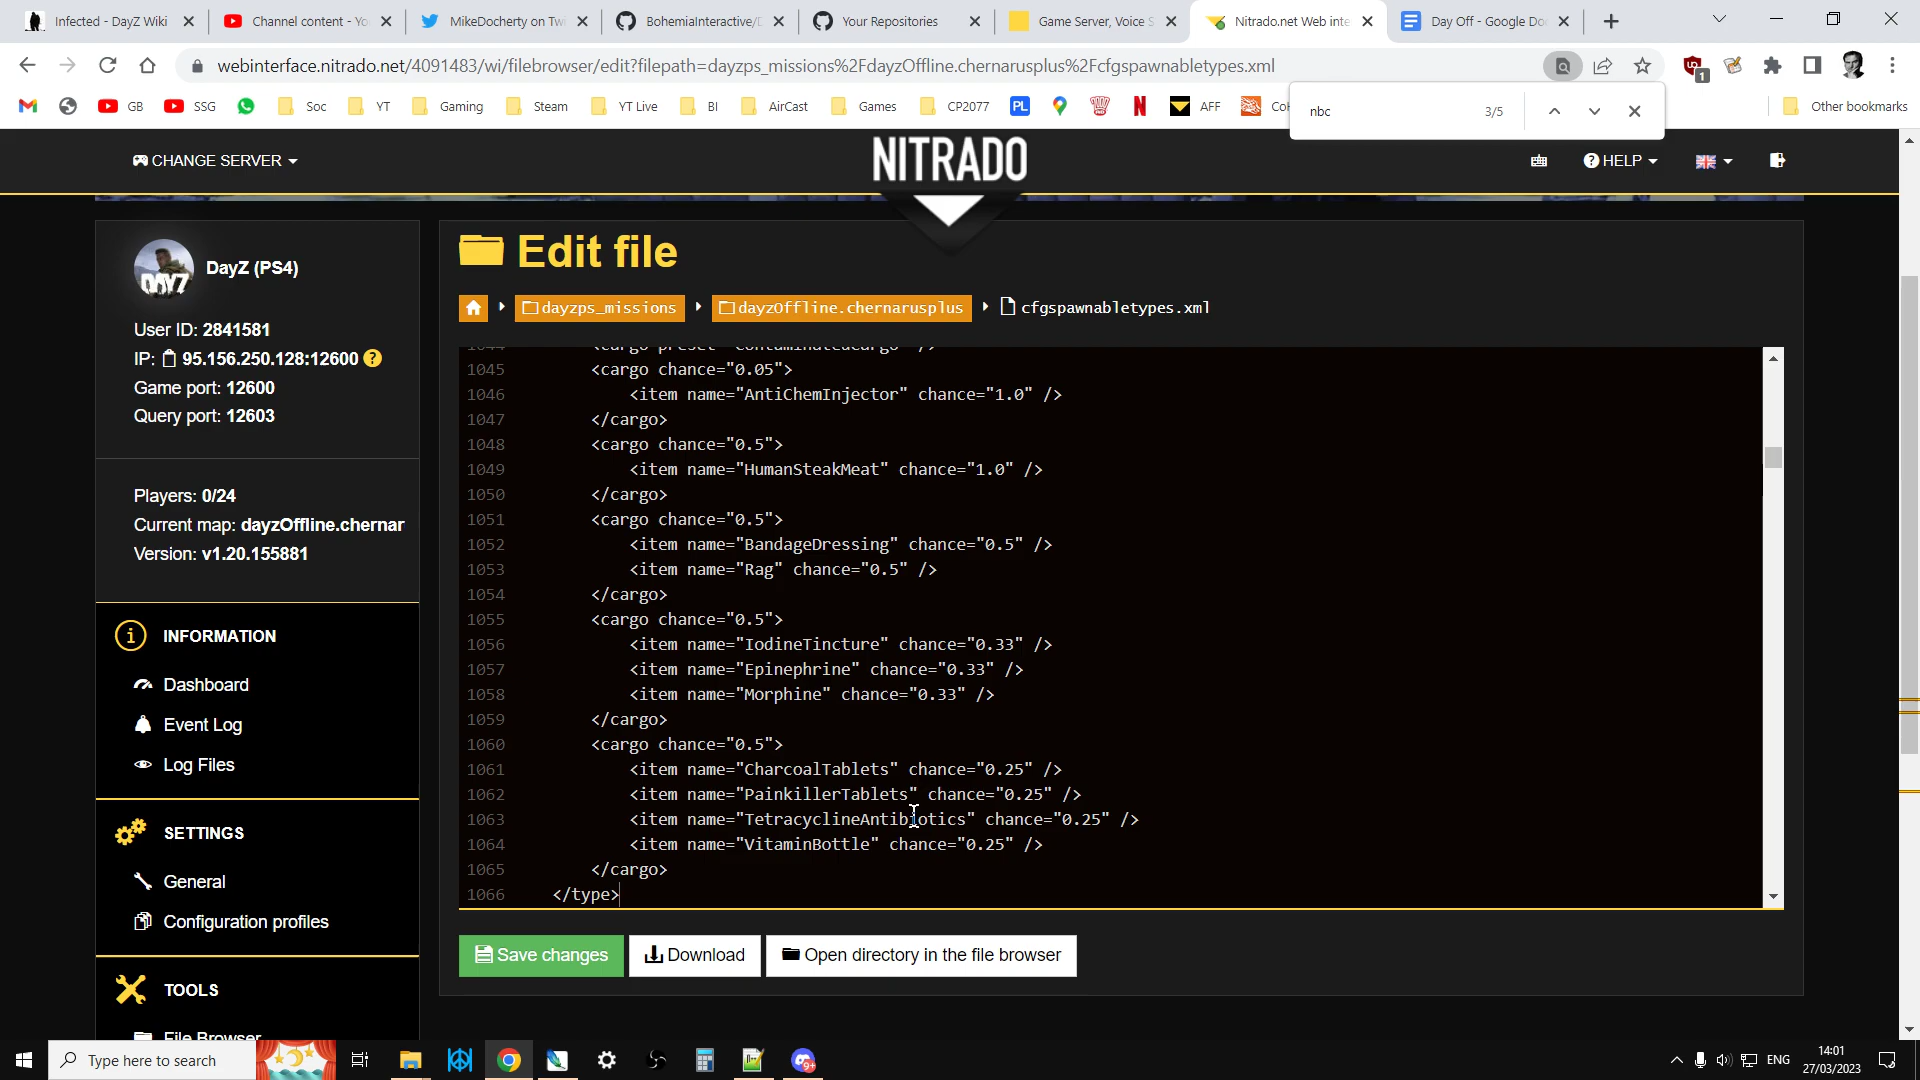 Infected - DayZ Wiki
Channel content - Yo
MikeDocherty on Tw
BohemiaInteractive/D
Your Repositories
Game Server, Voice S
Nitrado.net Web inte
Day Off - Google Do
webinterface.nitrado.net/4091483/wi/filebrowser/edit?filepath=dayzps_missions%2FdayzOffline.chernarusplus%2Fcfgspawnabletypes.xml
1
GB
SSG
Soc
YT
Gaming
Steam
YT Live
BI
AirCast
Games
CP2077
PL
AFF
Col
Other bookmarks
nbc
3/5
CHANGE SERVER
NITRADO
HELP
DAYZ
DayZ (PS4)
User ID: 2841581
IP: 95.156.250.128:12600
Game port: 12600
Query port: 12603
Players: 0/24
Current map: dayzOffline.chernar
Version: v1.20.155881
INFORMATION
Dashboard
Event Log
Log Files
SETTINGS
General
Configuration profiles
TOOLS
File Browser
Edit file
dayzps_missions
dayzOffline.chernarusplus
cfgspawnabletypes.xml
1044 <cargo preset="ContaminatedCargo" />
1045 <cargo chance="0.05">
1046 <item name="AntiChemInjector" chance="1.0" />
1047 </cargo>
1048 <cargo chance="0.5">
1049 <item name="HumanSteakMeat" chance="1.0" />
1050 </cargo>
1051 <cargo chance="0.5">
1052 <item name="BandageDressing" chance="0.5" />
1053 <item name="Rag" chance="0.5" />
1054 </cargo>
1055 <cargo chance="0.5">
1056 <item name="IodineTincture" chance="0.33" />
1057 <item name="Epinephrine" chance="0.33" />
1058 <item name="Morphine" chance="0.33" />
1059 </cargo>
1060 <cargo chance="0.5">
1061 <item name="CharcoalTablets" chance="0.25" />
1062 <item name="PainkillerTablets" chance="0.25" />
1063 <item name="TetracyclineAntibiotics" chance="0.25" />
1064 <item name="VitaminBottle" chance="0.25" />
1065 </cargo>
1066 </type>
Save changes
Download
Open directory in the file browser
Type here to search
9+
ENG
14:01
27/03/2023